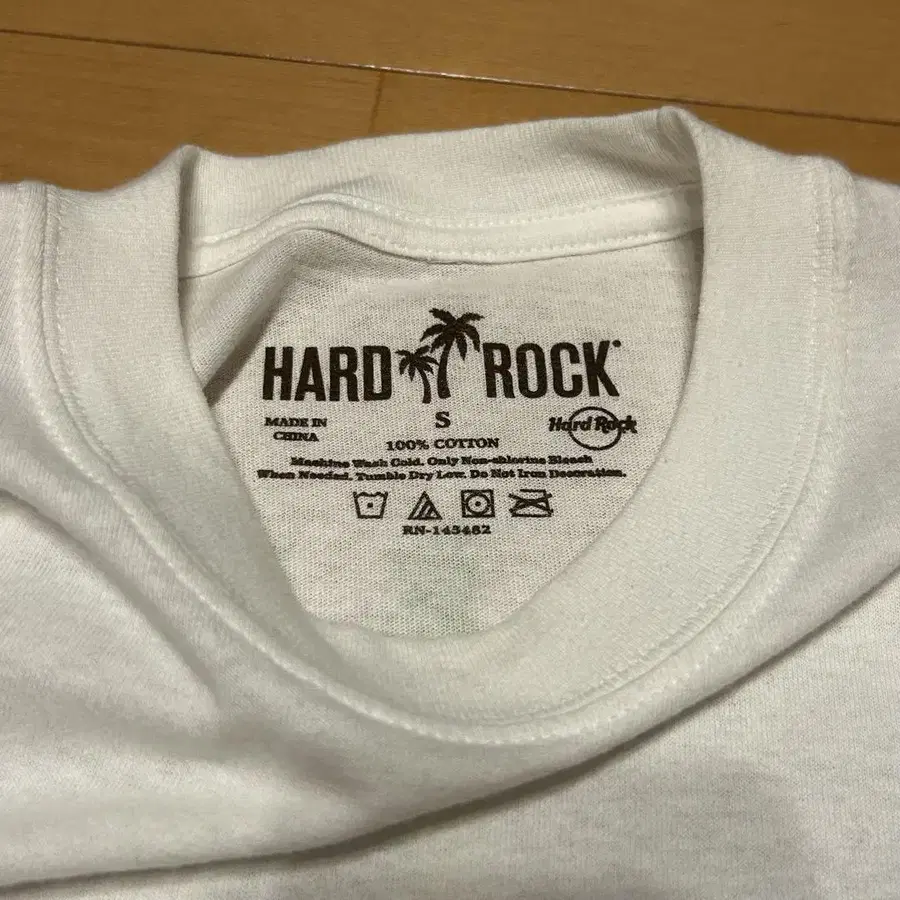 HARD ROCK
MADE IN
CHINA
S
100% COTTON
Hard Rock
Machine Wash Cold. Only Non-chlorine Bleach
When Needed. Tumble Dry Low. Do Not Iron Decoration.
RN-145482